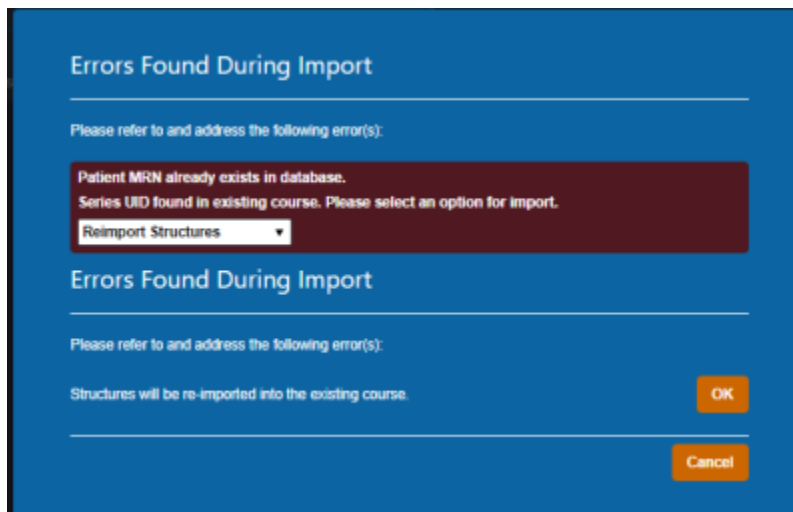 Errors Found During Import
Please refer to and address the following error(s):
Patient MRN already exists in database.
Series UID found in existing course. Please select an option for import.
Reimport Structures
Errors Found During Import
Please refer to and address the following error(s):
Structures will be re-imported into the existing course.
OK
Cancel